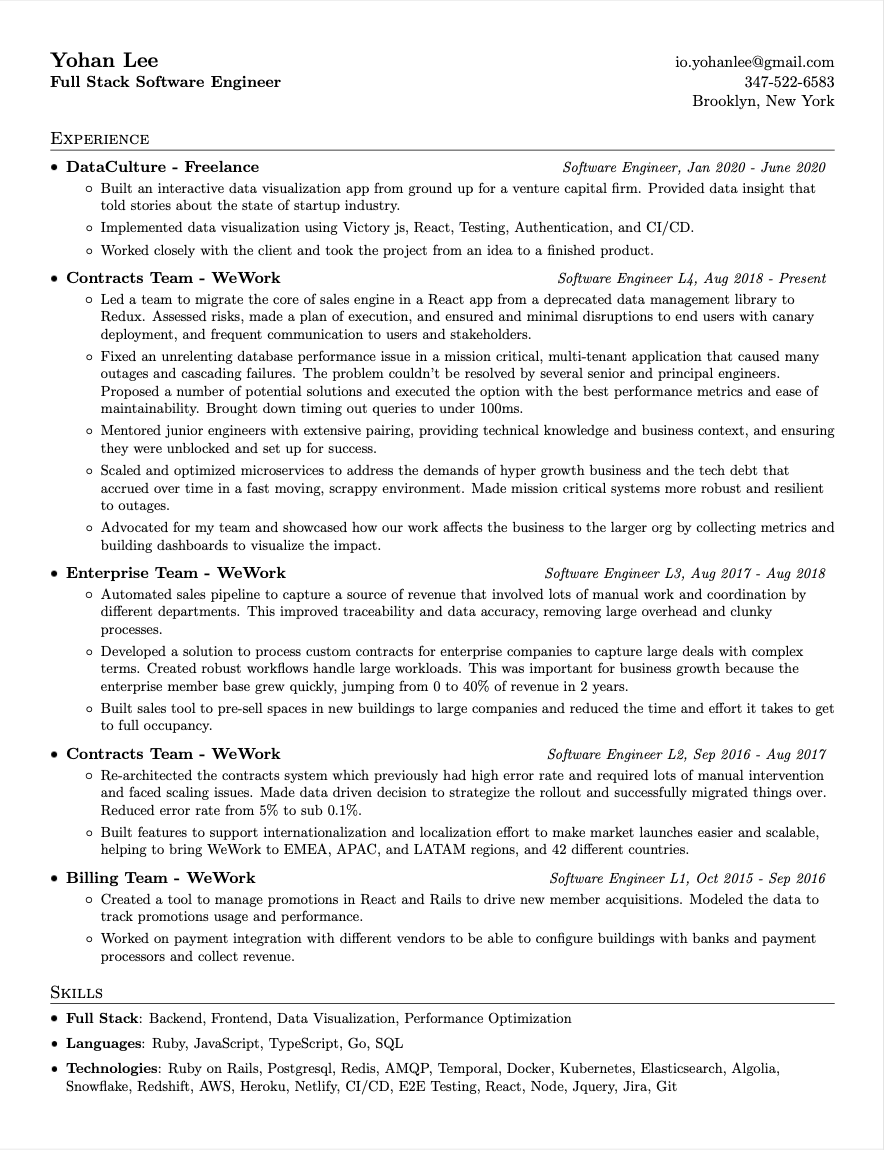 Yohan Lee
io.yohanlee@gmail.com
Full Stack Software Engineer
347-522-6583
Brooklyn, New York
Experience
• DataCulture - Freelance Software Engineer, Jan 2020 - June 2020
◦ Built an interactive data visualization app from ground up for a venture capital firm. Provided data insight that
told stories about the state of startup industry.
◦ Implemented data visualization using Victory js, React, Testing, Authentication, and CI/CD.
◦ Worked closely with the client and took the project from an idea to a finished product.
• Contracts Team - WeWork Software Engineer L4, Aug 2018 - Present
◦ Led a team to migrate the core of sales engine in a React app from a deprecated data management library to
Redux. Assessed risks, made a plan of execution, and ensured and minimal disruptions to end users with canary
deployment, and frequent communication to users and stakeholders.
◦ Fixed an unrelenting database performance issue in a mission critical, multi-tenant application that caused many
outages and cascading failures. The problem couldn't be resolved by several senior and principal engineers.
Proposed a number of potential solutions and executed the option with the best performance metrics and ease of
maintainability. Brought down timing out queries to under 100ms.
◦ Mentored junior engineers with extensive pairing, providing technical knowledge and business context, and ensuring
they were unblocked and set up for success.
◦ Scaled and optimized microservices to address the demands of hyper growth business and the tech debt that
accrued over time in a fast moving, scrappy environment. Made mission critical systems more robust and resilient
to outages.
◦ Advocated for my team and showcased how our work affects the business to the larger org by collecting metrics and
building dashboards to visualize the impact.
• Enterprise Team - WeWork Software Engineer L3, Aug 2017 - Aug 2018
◦ Automated sales pipeline to capture a source of revenue that involved lots of manual work and coordination by
different departments. This improved traceability and data accuracy, removing large overhead and clunky
processes.
◦ Developed a solution to process custom contracts for enterprise companies to capture large deals with complex
terms. Created robust workflows handle large workloads. This was important for business growth because the
enterprise member base grew quickly, jumping from 0 to 40% of revenue in 2 years.
◦ Built sales tool to pre-sell spaces in new buildings to large companies and reduced the time and effort it takes to get
to full occupancy.
• Contracts Team - WeWork Software Engineer L2, Sep 2016 - Aug 2017
◦ Re-architected the contracts system which previously had high error rate and required lots of manual intervention
and faced scaling issues. Made data driven decision to strategize the rollout and successfully migrated things over.
Reduced error rate from 5% to sub 0.1%.
◦ Built features to support internationalization and localization effort to make market launches easier and scalable,
helping to bring WeWork to EMEA, APAC, and LATAM regions, and 42 different countries.
• Billing Team - WeWork Software Engineer L1, Oct 2015 - Sep 2016
◦ Created a tool to manage promotions in React and Rails to drive new member acquisitions. Modeled the data to
track promotions usage and performance.
◦ Worked on payment integration with different vendors to be able to configure buildings with banks and payment
processors and collect revenue.
Skills
• Full Stack: Backend, Frontend, Data Visualization, Performance Optimization
• Languages: Ruby, JavaScript, TypeScript, Go, SQL
• Technologies: Ruby on Rails, Postgresql, Redis, AMQP, Temporal, Docker, Kubernetes, Elasticsearch, Algolia,
Snowflake, Redshift, AWS, Heroku, Netlify, CI/CD, E2E Testing, React, Node, Jquery, Jira, Git